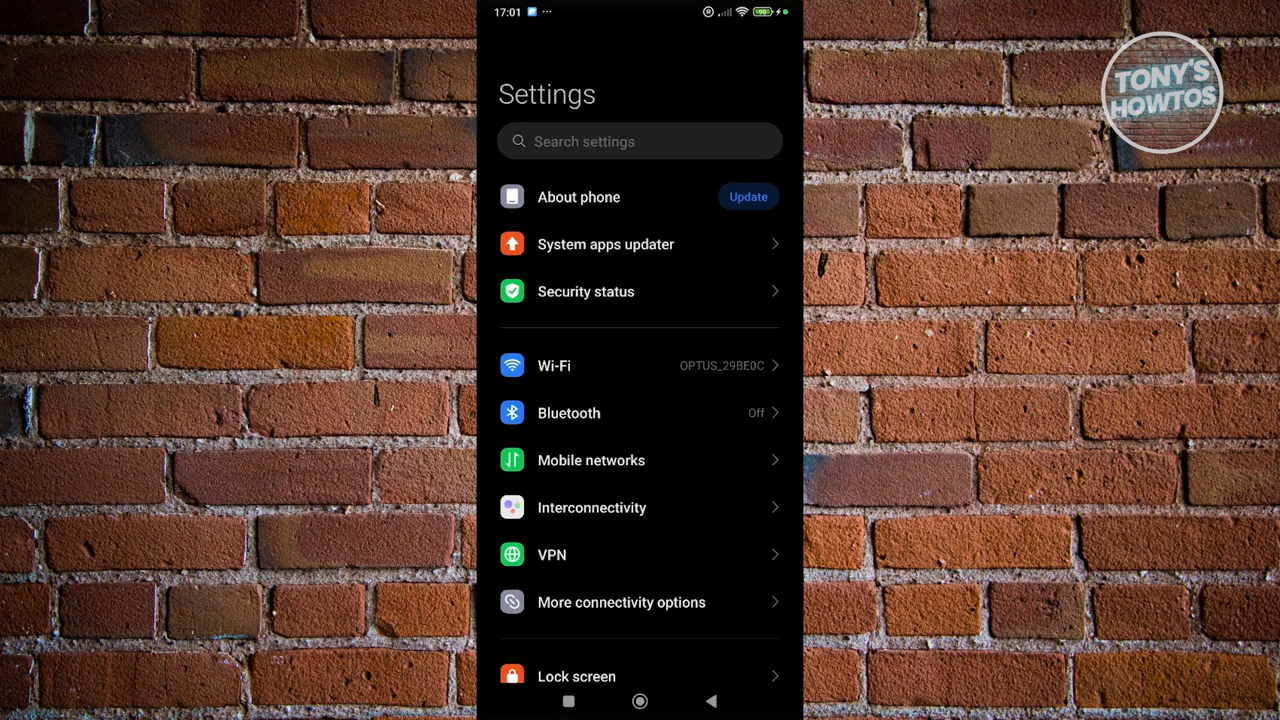 17:01
98
TONY'S
HOWTOS
Settings
Search settings
About phone
Update
System apps updater
Security status
Wi-Fi
OPTUS_29BE0C
Bluetooth
Off
Mobile networks
Interconnectivity
VPN
More connectivity options
Lock screen